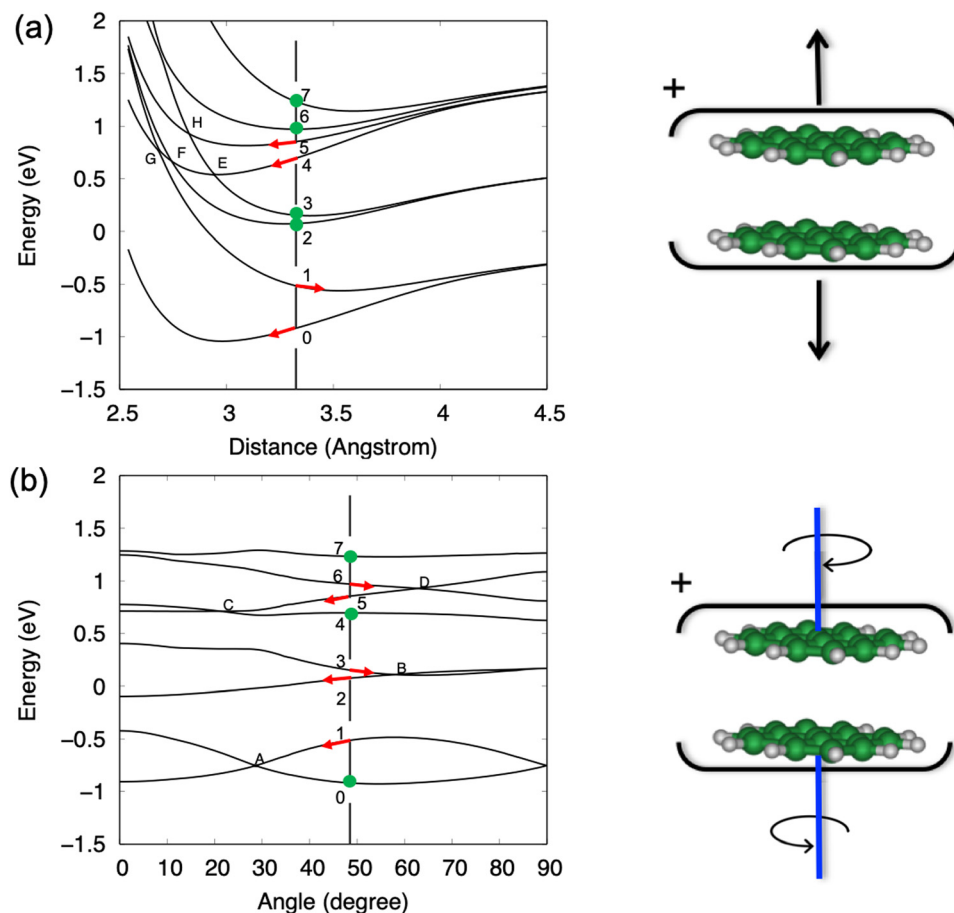 (a)
2
1.5
1
0.5
0
−0.5
−1
−1.5
Energy (eV)
2.5 3 3.5 4 4.5
Distance (Angstrom)
H
G F E
7
6
5
4
3
2
1
0
+
(b)
2
1.5
1
0.5
0
−0.5
−1
−1.5
Energy (eV)
0 10 20 30 40 50 60 70 80 90
Angle (degree)
7
6
D
C
5
4
3
B
2
1
A
0
+